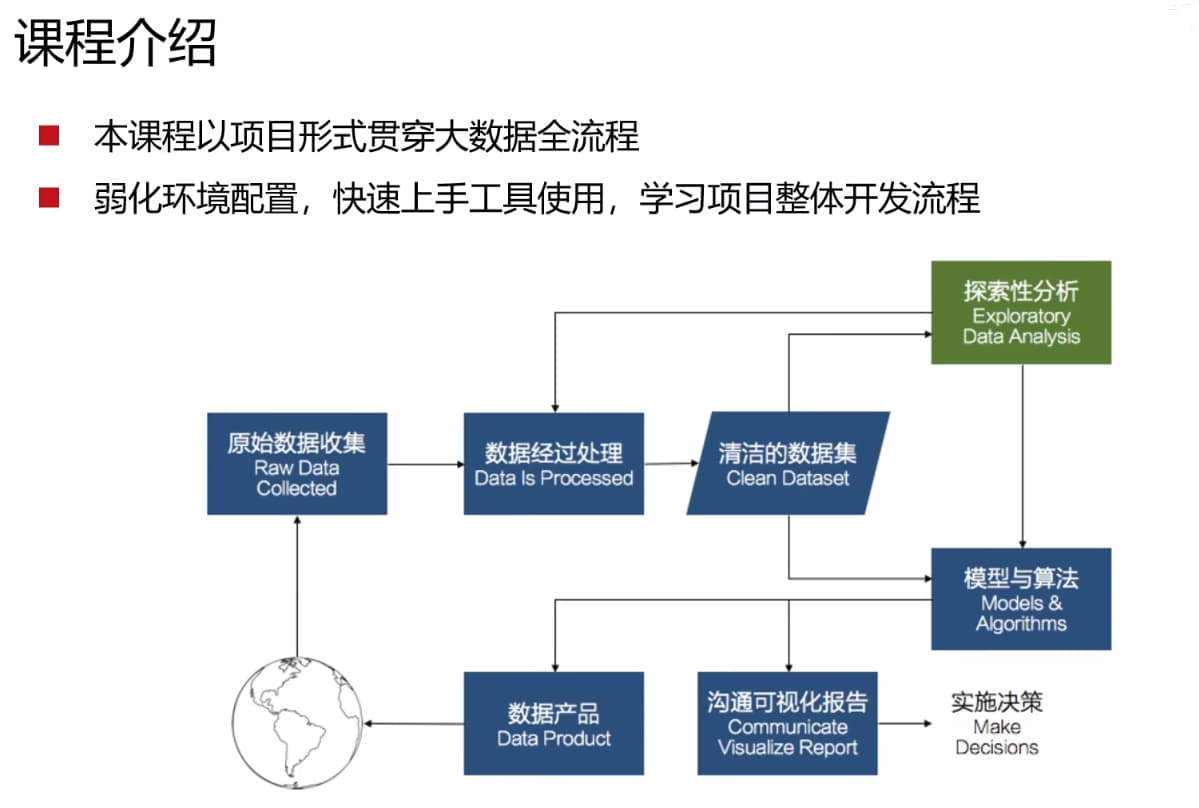 课程介绍
本课程以项目形式贯穿大数据全流程
弱化环境配置，快速上手工具使用，学习项目整体开发流程
探索性分析
Exploratory
Data Analysis
原始数据收集
Raw Data
Collected
数据经过处理
Data Is Processed
清洁的数据集
Clean Dataset
模型与算法
Models &
Algorithms
数据产品
Data Product
沟通可视化报告
Communicate
Visualize Report
实施决策
Make
Decisions